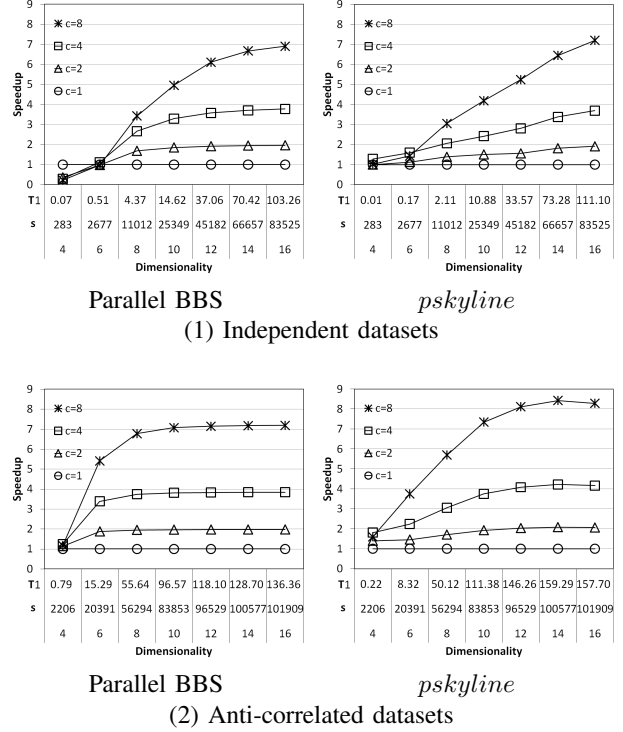 9
8
7
6
5
4
3
2
1
0
Speedup
c=8
c=4
c=2
c=1
T1 0.07 0.51 4.37 14.62 37.06 70.42 103.26
s 283 2677 11012 25349 45182 66657 83525
4 6 8 10 12 14 16
Dimensionality
Parallel BBS
9
8
7
6
5
4
3
2
1
0
Speedup
c=8
c=4
c=2
c=1
T1 0.01 0.17 2.11 10.88 33.57 73.28 111.10
s 283 2677 11012 25349 45182 66657 83525
4 6 8 10 12 14 16
Dimensionality
pskyline
(1) Independent datasets
9
8
7
6
5
4
3
2
1
0
Speedup
c=8
c=4
c=2
c=1
T1 0.79 15.29 55.64 96.57 118.10 128.70 136.36
s 2206 20391 56294 83853 96529 100577 101909
4 6 8 10 12 14 16
Dimensionality
Parallel BBS
9
8
7
6
5
4
3
2
1
0
Speedup
c=8
c=4
c=2
c=1
T1 0.22 8.32 50.12 111.38 146.26 159.29 157.70
s 2206 20391 56294 83853 96529 100577 101909
4 6 8 10 12 14 16
Dimensionality
pskyline
(2) Anti-correlated datasets